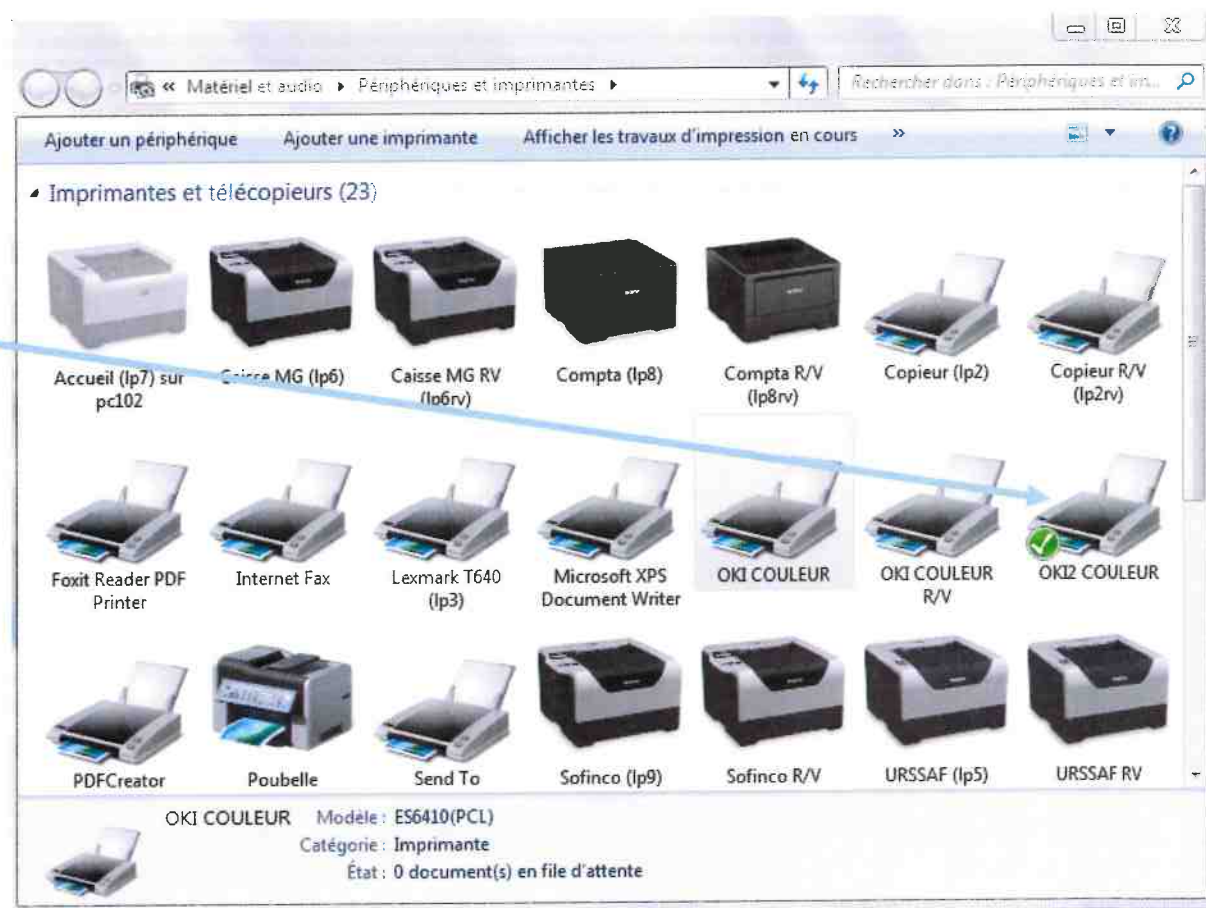 « Matériel et audio ▸ Périphériques et imprimantes ▸
Rechercher dans : Périphériques et im...
Ajouter un périphérique Ajouter une imprimante Afficher les travaux d'impression en cours »
Imprimantes et télécopieurs (23)
Accueil (lp7) sur pc102
Caisse MG (lp6)
Caisse MG RV (lp6rv)
Compta (lp8)
Compta R/V (lp8rv)
Copieur (lp2)
Copieur R/V (lp2rv)
Foxit Reader PDF Printer
Internet Fax
Lexmark T640 (lp3)
Microsoft XPS Document Writer
OKI COULEUR
OKI COULEUR R/V
OKI2 COULEUR
PDFCreator
Poubelle
Send To
Sofinco (lp9)
Sofinco R/V
URSSAF (lp5)
URSSAF RV
OKI COULEUR Modèle : ES6410(PCL)
Catégorie : Imprimante
État : 0 document(s) en file d'attente